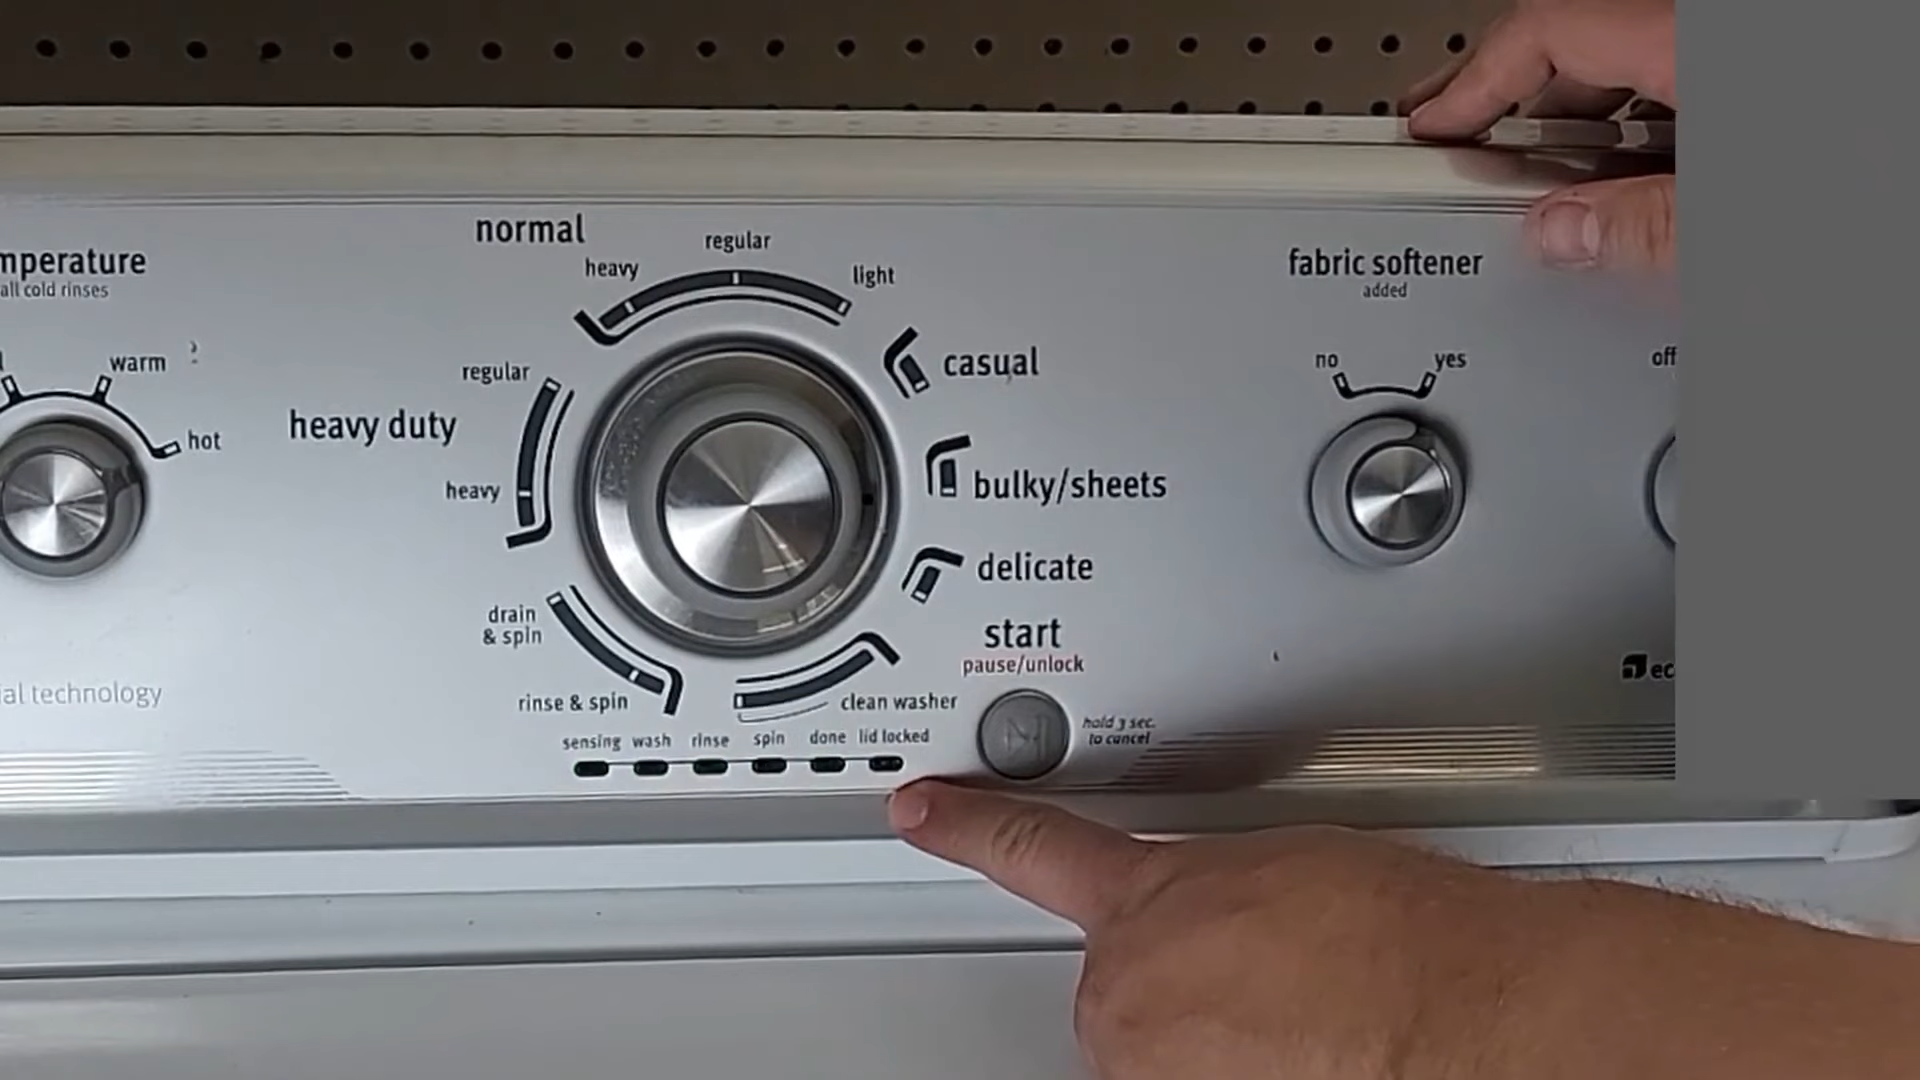 mperature
all cold rinses
warm
hot
ial technology
normal
heavy
regular
light
heavy duty
regular
heavy
drain
& spin
rinse & spin
casual
bulky/sheets
delicate
clean washer
start
pause/unlock
hold 3 sec.
to cancel
sensing wash rinse spin done lid locked
fabric softener
added
no
yes
off
ec